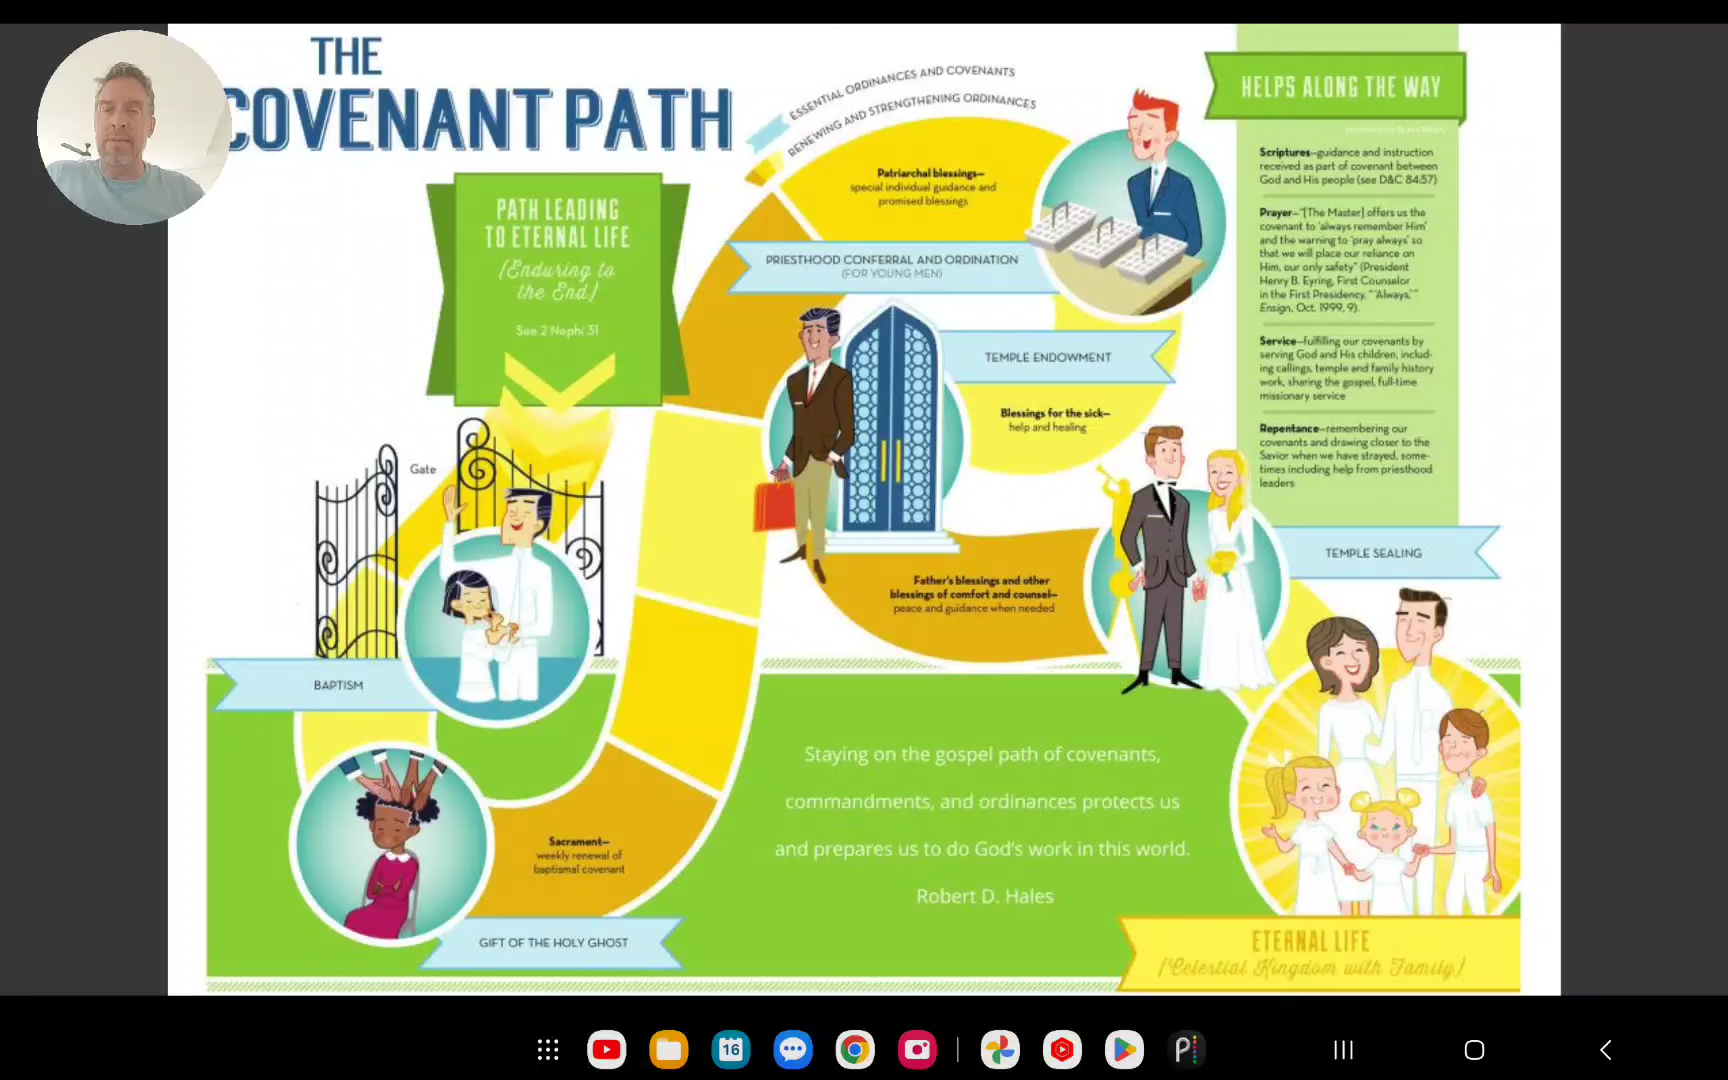 THE
COVENANT PATH
PATH LEADING
TO ETERNAL LIFE
(Enduring to
the End)
See 2 Nephi 31
Gate
BAPTISM
GIFT OF THE HOLY GHOST
Sacrament—
weekly renewal of
baptismal covenant
ESSENTIAL ORDINANCES AND COVENANTS
RENEWING AND STRENGTHENING ORDINANCES
Patriarchal blessings—
special individual guidance and
promised blessings
PRIESTHOOD CONFERRAL AND ORDINATION
(FOR YOUNG MEN)
TEMPLE ENDOWMENT
Blessings for the sick—
help and healing
Father's blessings and other
blessings of comfort and counsel—
peace and guidance when needed
TEMPLE SEALING
HELPS ALONG THE WAY
Scriptures—guidance and instruction
received as part of covenant between
God and His people (see D&C 84:57)
Prayer—"[The Master] offers us the
covenant to 'always remember Him'
and the warning to 'pray always' so
that we will place our reliance on
Him, our only safety" (President
Henry B. Eyring, First Counselor
in the First Presidency, "'Always,'"
Ensign, Oct. 1999, 9).
Service—fulfilling our covenants by
serving God and His children, includ-
ing callings, temple and family history
work, sharing the gospel, full-time
missionary service
Repentance—remembering our
covenants and drawing closer to the
Savior when we have strayed, some-
times including help from priesthood
leaders
Staying on the gospel path of covenants,
commandments, and ordinances protects us
and prepares us to do God's work in this world.
Robert D. Hales
ETERNAL LIFE
(Celestial Kingdom with Family)
16